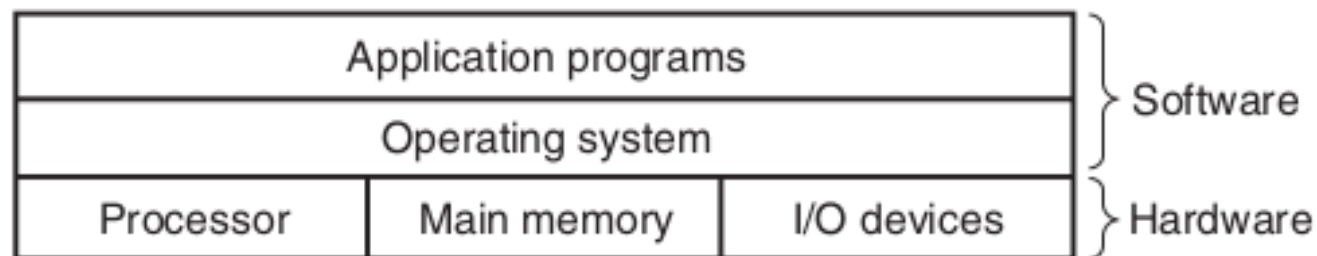 Application programs
Software
Operating system
Processor Main memory I/O devices Hardware